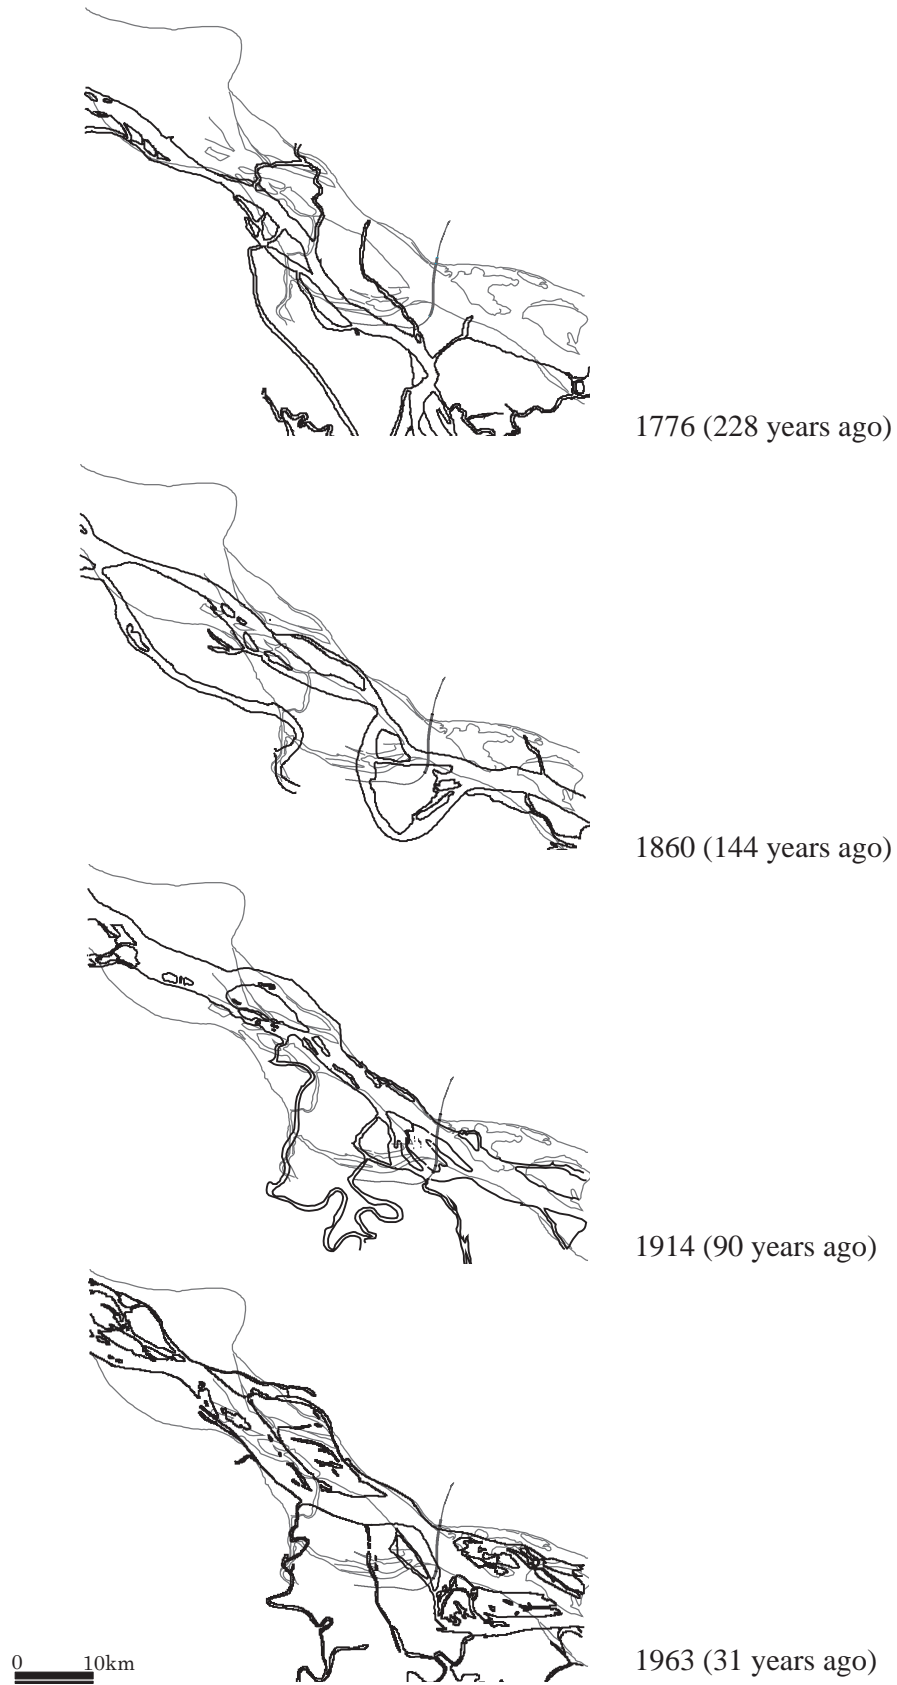 1776 (228 years ago)
1860 (144 years ago)
1914 (90 years ago)
1963 (31 years ago)
0 10km